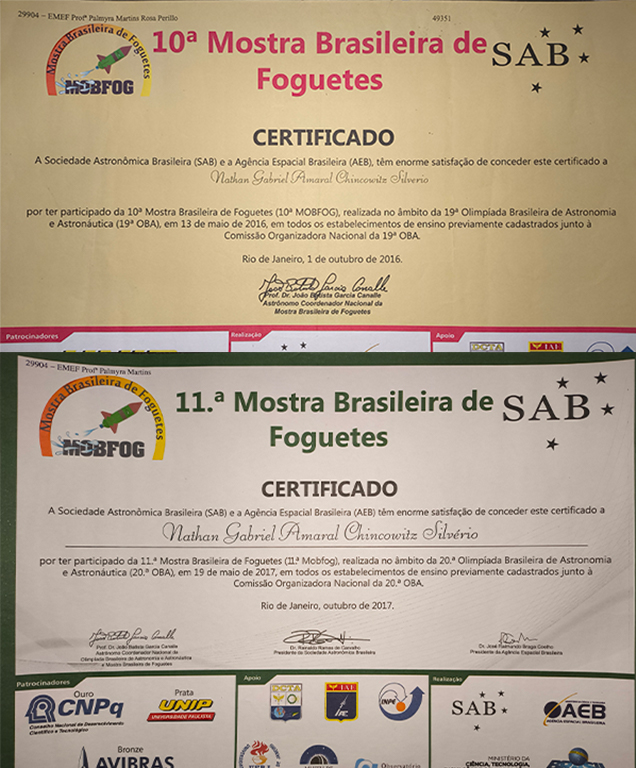 29904 – EMEF Profª Palmyra Martins Rosa Perillo
49351
Mostra Brasileira de Foguetes
MOBFOG
10ª Mostra Brasileira de
Foguetes
SAB
CERTIFICADO
A Sociedade Astronômica Brasileira (SAB) e a Agência Espacial Brasileira (AEB), têm enorme satisfação de conceder este certificado a
Nathan Gabriel Amaral Chincowitz Silverio
por ter participado da 10ª Mostra Brasileira de Foguetes (10ª MOBFOG), realizada no âmbito da 19ª Olimpíada Brasileira de Astronomia
e Astronáutica (19ª OBA), em 13 de maio de 2016, em todos os estabelecimentos de ensino previamente cadastrados junto à
Comissão Organizadora Nacional da 19ª OBA.
Rio de Janeiro, 1 de outubro de 2016.
Prof. Dr. João Batista Garcia Canalle
Astrônomo Coordenador Nacional da
Mostra Brasileira de Foguetes
Patrocinadores
Realização
Apoio
DCTA
IAE
29904 – EMEF Profª Palmyra Martins
Mostra Brasileira de Foguetes
MOBFOG
11.ª Mostra Brasileira de
Foguetes
SAB
CERTIFICADO
A Sociedade Astronômica Brasileira (SAB) e a Agência Espacial Brasileira (AEB) têm enorme satisfação de conceder este certificado a
Nathan Gabriel Amaral Chincowitz Silvério
por ter participado da 11.ª Mostra Brasileira de Foguetes (11.ª Mobfog), realizada no âmbito da 20.ª Olimpíada Brasileira de Astronomia
e Astronáutica (20.ª OBA), em 19 de maio de 2017, em todos os estabelecimentos de ensino previamente cadastrados junto à
Comissão Organizadora Nacional da 20.ª OBA.
Rio de Janeiro, outubro de 2017.
Prof. Dr. João Batista Garcia Canalle
Astrônomo Coordenador Nacional da
Olimpíada Brasileira de Astronomia e Astronáutica
e Mostra Brasileira de Foguetes
Dr. Reinaldo Ramos de Carvalho
Presidente da Sociedade Astronômica Brasileira
Dr. José Raimundo Braga Coelho
Presidente da Agência Espacial Brasileira
Patrocinadores
Apoio
Realização
Ouro
CNPq
Conselho Nacional de Desenvolvimento
Científico e Tecnológico
Prata
UNIP
UNIVERSIDADE PAULISTA
DCTA
IAE
INPE
SAB
AEB
AGÊNCIA ESPACIAL BRASILEIRA
Bronze
AVIBRAS
UERJ
Observatório
MINISTÉRIO DA
CIÊNCIA, TECNOLOGIA,